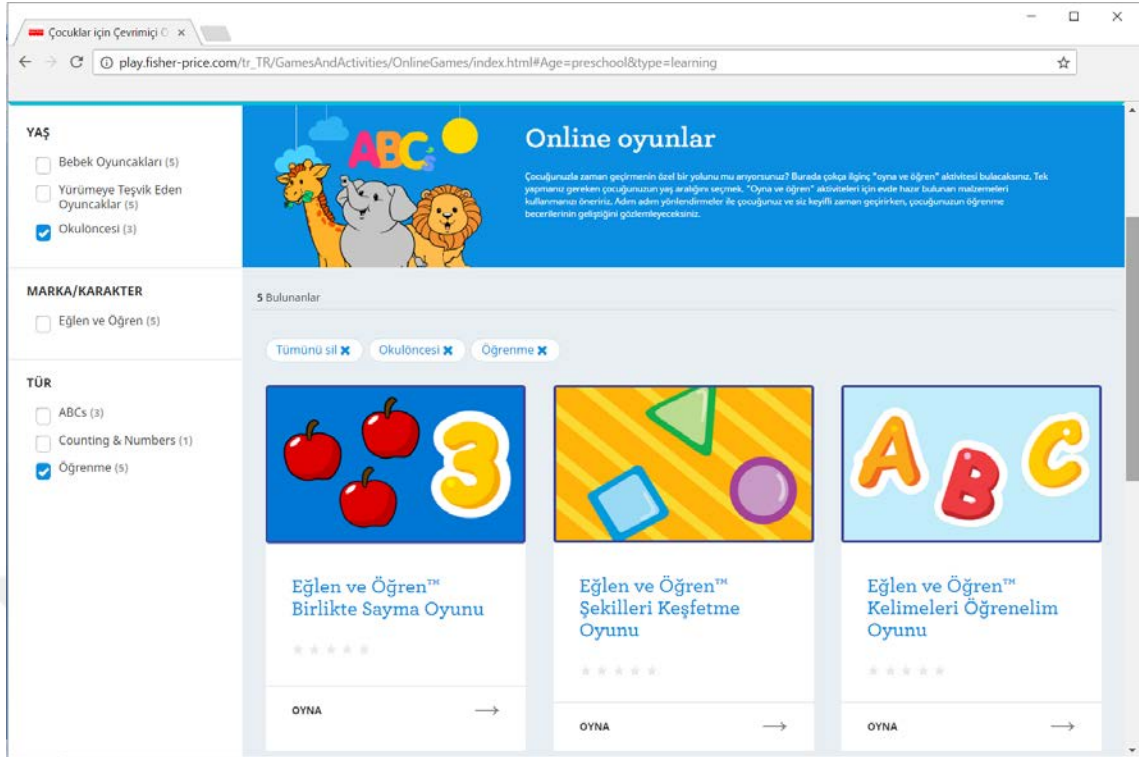 Çocuklar için Çevrimiçi O
play.fisher-price.com/tr_TR/GamesAndActivities/OnlineGames/index.html#Age=preschool&type=learning
YAŞ
Bebek Oyuncakları (5)
Yürümeye Teşvik Eden
Oyuncaklar (5)
Okulöncesi (3)
MARKA/KARAKTER
Eğlen ve Öğren (5)
TÜR
ABCs (3)
Counting & Numbers (1)
Öğrenme (5)
ABCs
Online oyunlar
Çocuğunuzla zaman geçirmenin özel bir yolunu mu arıyorsunuz? Burada çokça ilginç "oyna ve öğren" aktivitesi bulacaksınız. Tek
yapmanız gereken çocuğunuzun yaş aralığını seçmek. "Oyna ve öğren" aktiviteleri için evde hazır bulunan malzemeleri
kullanmanızı öneririz. Adım adım yönlendirmeler ile çocuğunuz ve siz keyifli zaman geçirirken, çocuğunuzun öğrenme
becerilerinin geliştiğini gözlemleyeceksiniz.
5 Bulunanlar
Tümünü sil Okulöncesi Öğrenme
3
A B C
Eğlen ve Öğren™
Birlikte Sayma Oyunu
OYNA
Eğlen ve Öğren™
Şekilleri Keşfetme
Oyunu
OYNA
Eğlen ve Öğren™
Kelimeleri Öğrenelim
Oyunu
OYNA